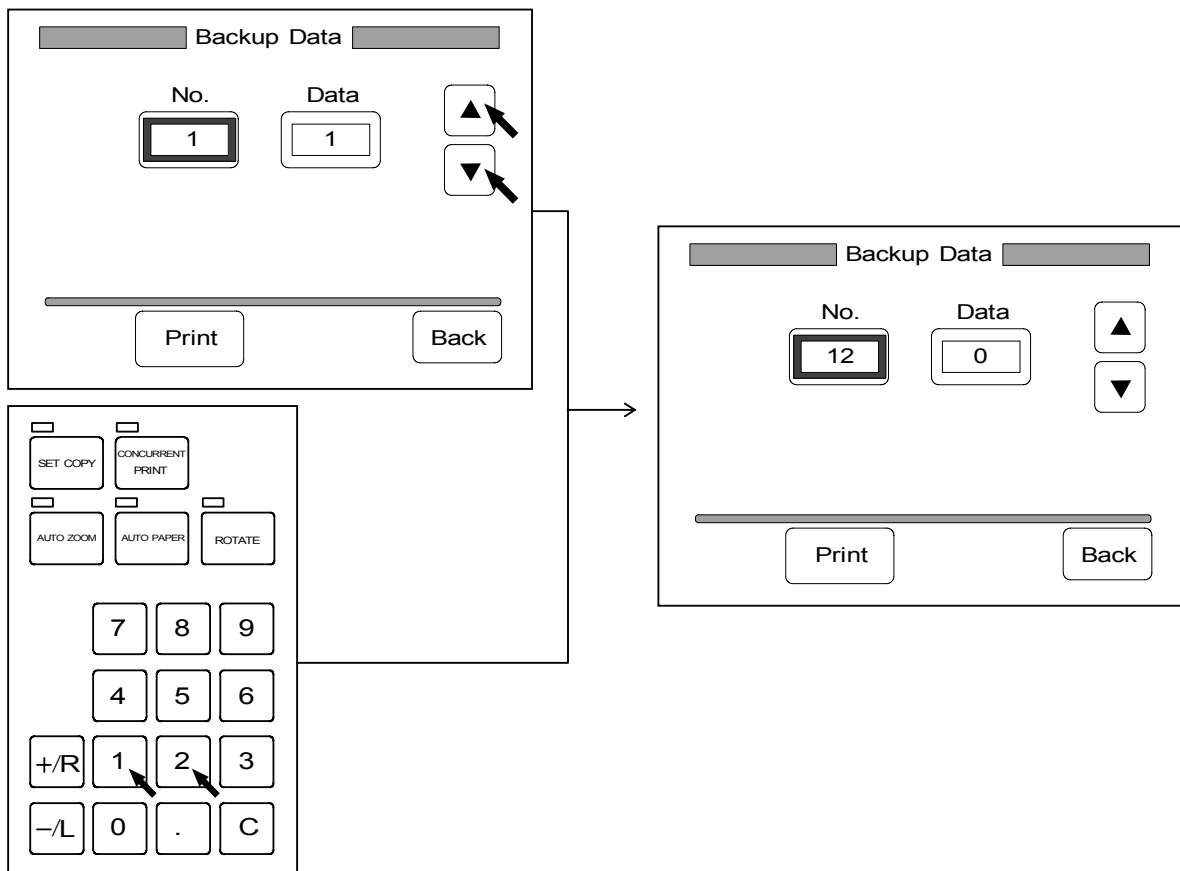 Backup Data
No. Data
1 1
▲
▼
Print Back
SET COPY CONCURRENT PRINT
AUTO ZOOM AUTO PAPER ROTATE
7 8 9
4 5 6
+/R 1 2 3
−/L 0 . C
Backup Data
No. Data
12 0
▲
▼
Print Back